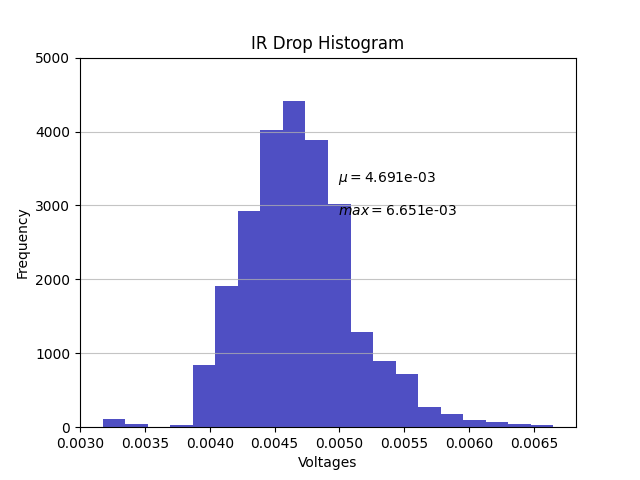 IR Drop Histogram
5000
4000
3000
2000
1000
0
Frequency
μ = 4.691e-03
max = 6.651e-03
0.0030 0.0035 0.0040 0.0045 0.0050 0.0055 0.0060 0.0065
Voltages